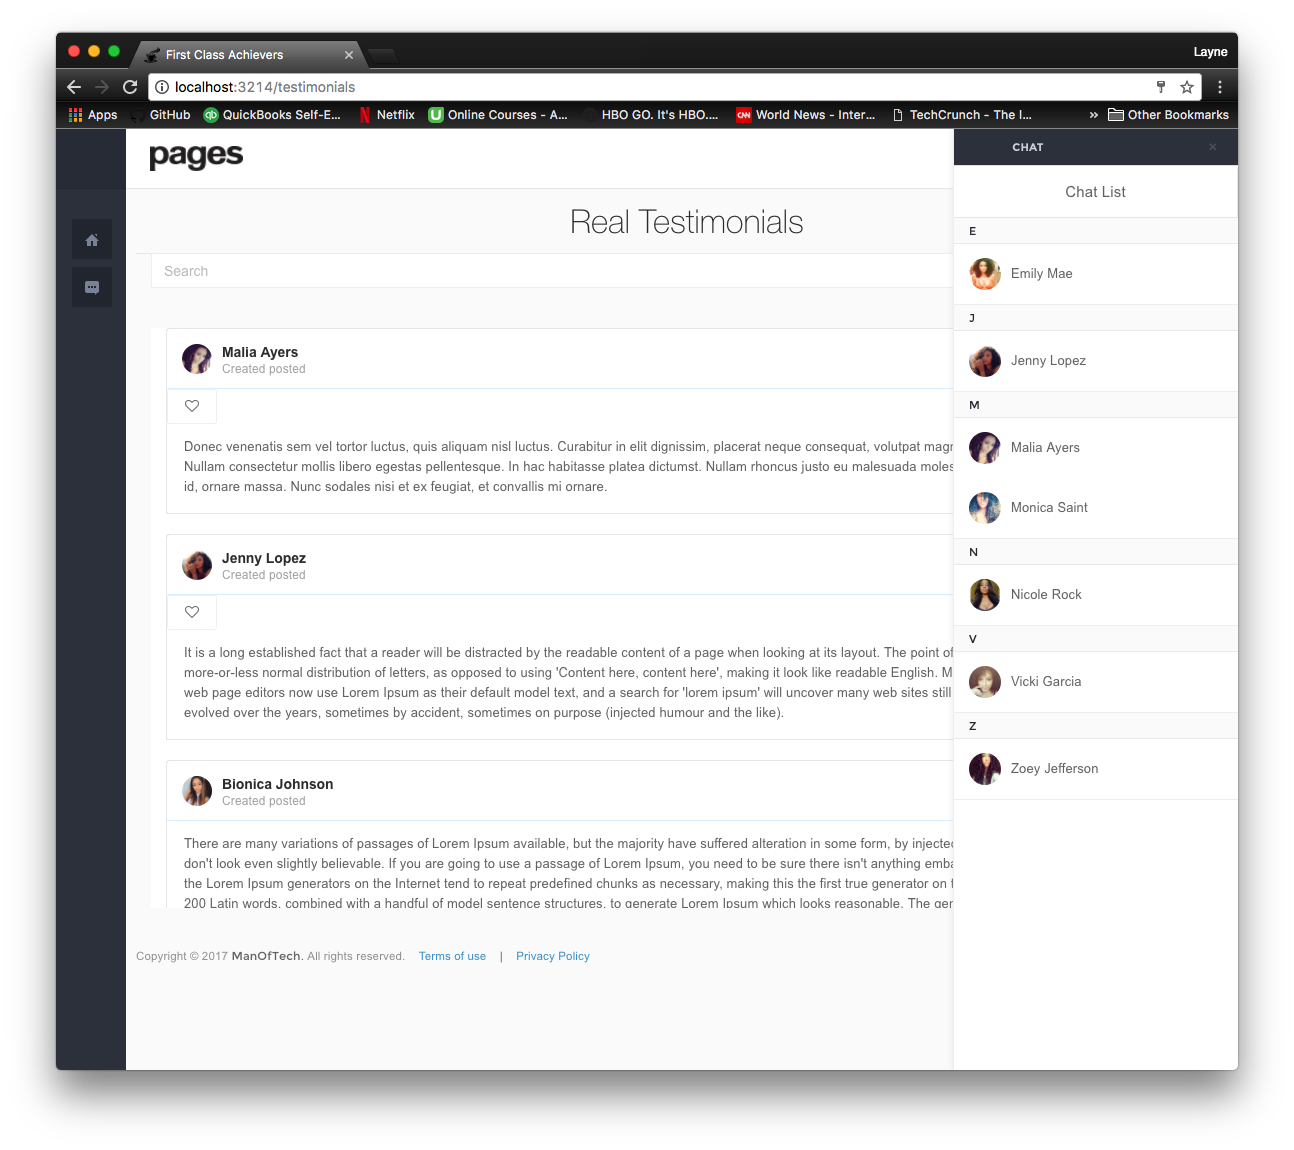 First Class Achievers
Layne
localhost:3214/testimonials
Apps GitHub QuickBooks Self-E... Netflix Online Courses - A... HBO GO. It's HBO.... World News - Inter... TechCrunch - The I... » Other Bookmarks
pages
Real Testimonials
Search
Malia Ayers
Created posted
Donec venenatis sem vel tortor luctus, quis aliquam nisl luctus. Curabitur in elit dignissim, placerat neque consequat, volutpat magn
Nullam consectetur mollis libero egestas pellentesque. In hac habitasse platea dictumst. Nullam rhoncus justo eu malesuada moles
id, ornare massa. Nunc sodales nisi et ex feugiat, et convallis mi ornare.
Jenny Lopez
Created posted
It is a long established fact that a reader will be distracted by the readable content of a page when looking at its layout. The point of
more-or-less normal distribution of letters, as opposed to using 'Content here, content here', making it look like readable English. M
web page editors now use Lorem Ipsum as their default model text, and a search for 'lorem ipsum' will uncover many web sites still
evolved over the years, sometimes by accident, sometimes on purpose (injected humour and the like).
Bionica Johnson
Created posted
There are many variations of passages of Lorem Ipsum available, but the majority have suffered alteration in some form, by injected
don't look even slightly believable. If you are going to use a passage of Lorem Ipsum, you need to be sure there isn't anything emba
the Lorem Ipsum generators on the Internet tend to repeat predefined chunks as necessary, making this the first true generator on t
200 Latin words, combined with a handful of model sentence structures, to generate Lorem Ipsum which looks reasonable. The gen
Copyright © 2017 ManOfTech. All rights reserved. Terms of use | Privacy Policy
CHAT
Chat List
E
Emily Mae
J
Jenny Lopez
M
Malia Ayers
Monica Saint
N
Nicole Rock
V
Vicki Garcia
Z
Zoey Jefferson